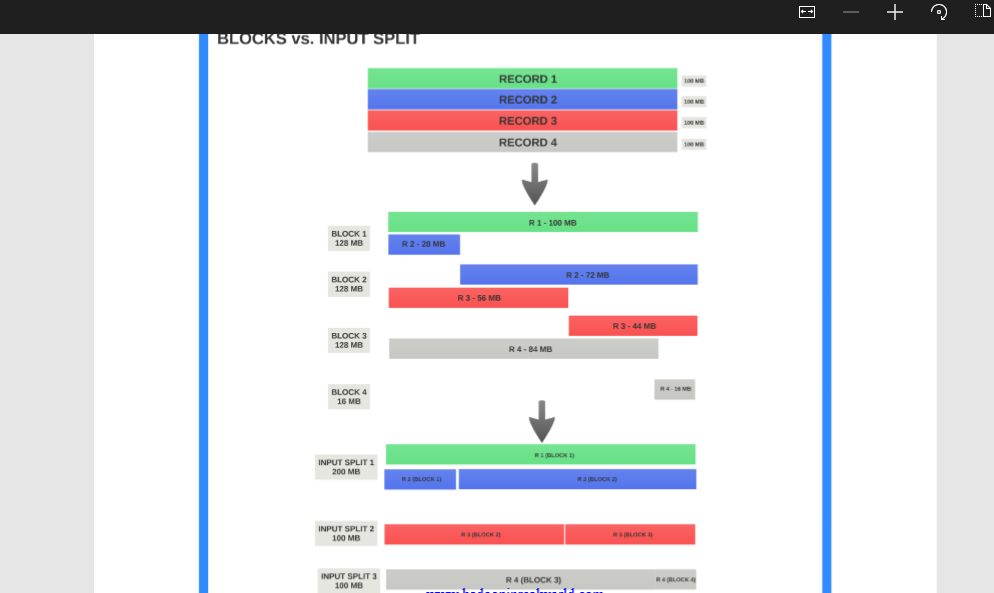 BLOCKS vs. INPUT SPLIT
RECORD 1
100 MB
RECORD 2
100 MB
RECORD 3
100 MB
RECORD 4
100 MB
BLOCK 1
128 MB
R 1 - 100 MB
R 2 - 28 MB
BLOCK 2
128 MB
R 2 - 72 MB
R 3 - 56 MB
BLOCK 3
128 MB
R 3 - 44 MB
R 4 - 84 MB
BLOCK 4
16 MB
R 4 - 16 MB
INPUT SPLIT 1
200 MB
R 1 (BLOCK 1)
R 2 (BLOCK 1)
R 2 (BLOCK 2)
INPUT SPLIT 2
100 MB
R 3 (BLOCK 2)
R 3 (BLOCK 3)
INPUT SPLIT 3
100 MB
R 4 (BLOCK 3)
R 4 (BLOCK 4)